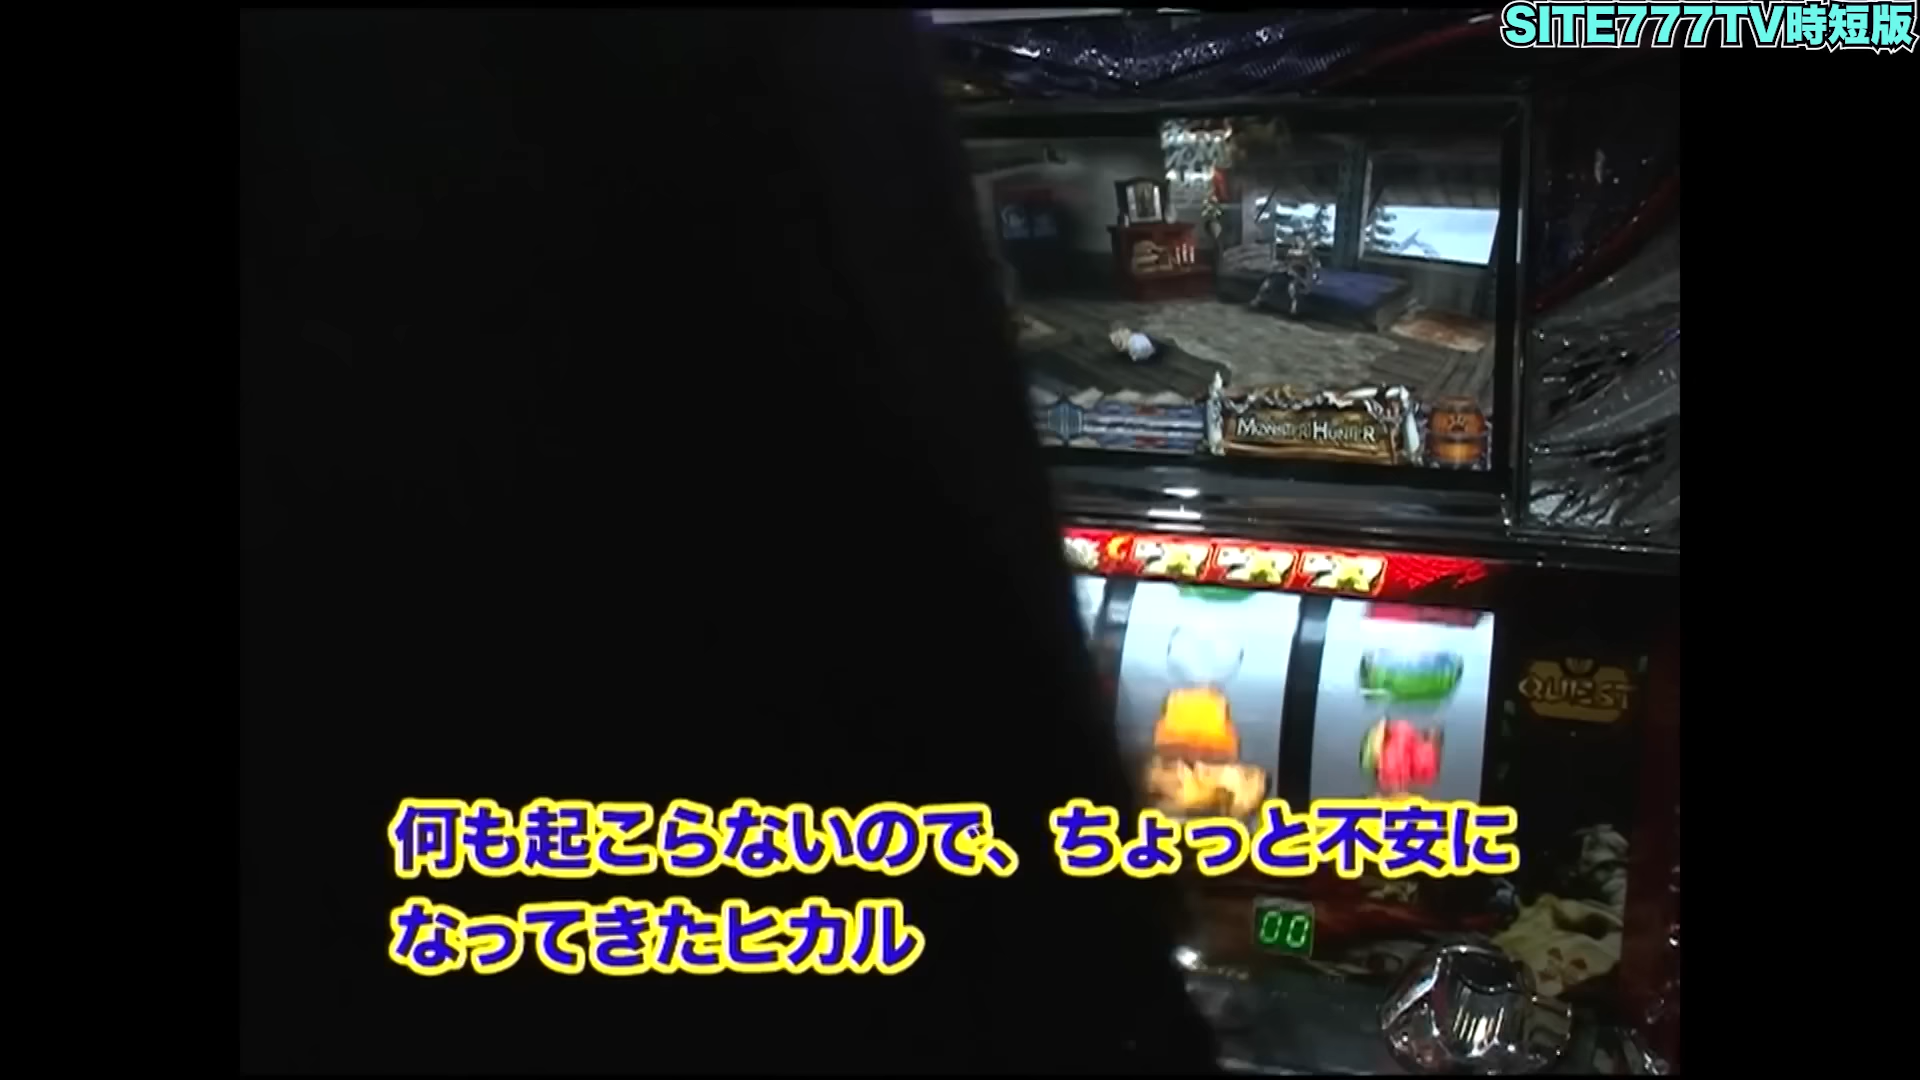 SITE777TV時短版
MONSTER HUNTER
QUEST
何も起こらないので、ちょっと不安に
なってきたヒカル
00